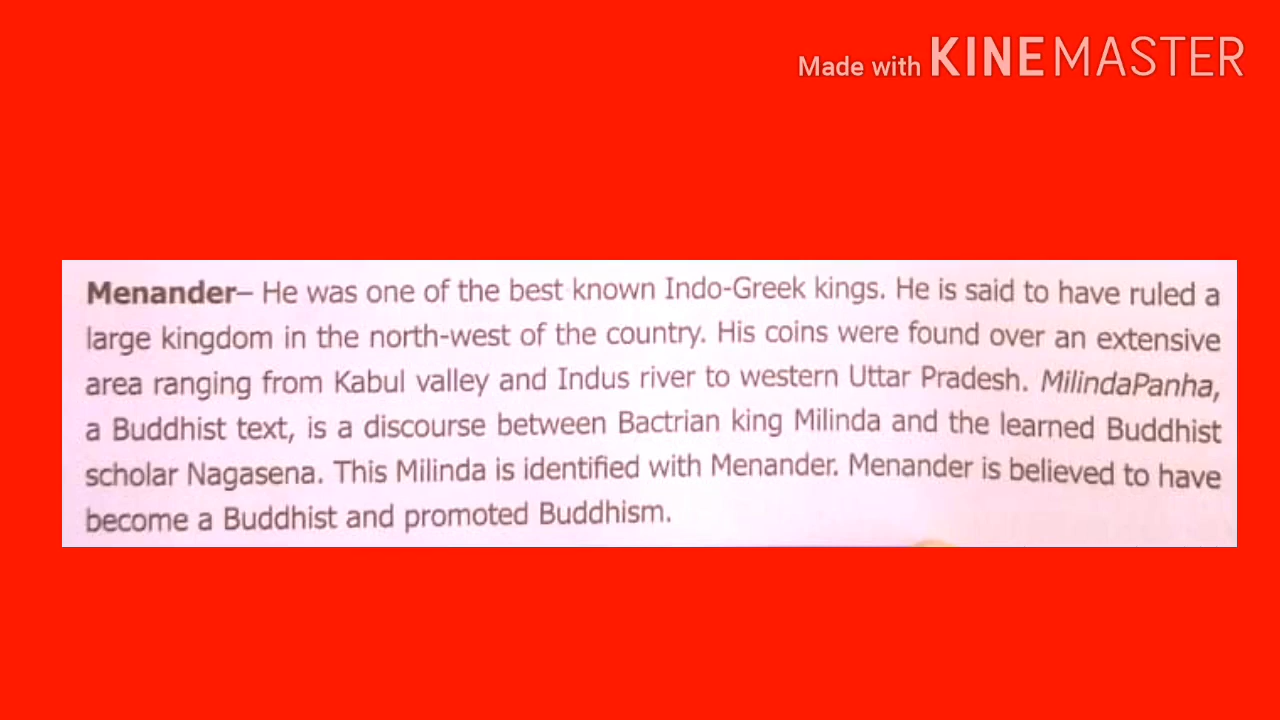 Made with KINEMASTER
Menander– He was one of the best known Indo-Greek kings. He is said to have ruled a
large kingdom in the north-west of the country. His coins were found over an extensive
area ranging from Kabul valley and Indus river to western Uttar Pradesh. MilindaPanha,
a Buddhist text, is a discourse between Bactrian king Milinda and the learned Buddhist
scholar Nagasena. This Milinda is identified with Menander. Menander is believed to have
become a Buddhist and promoted Buddhism.